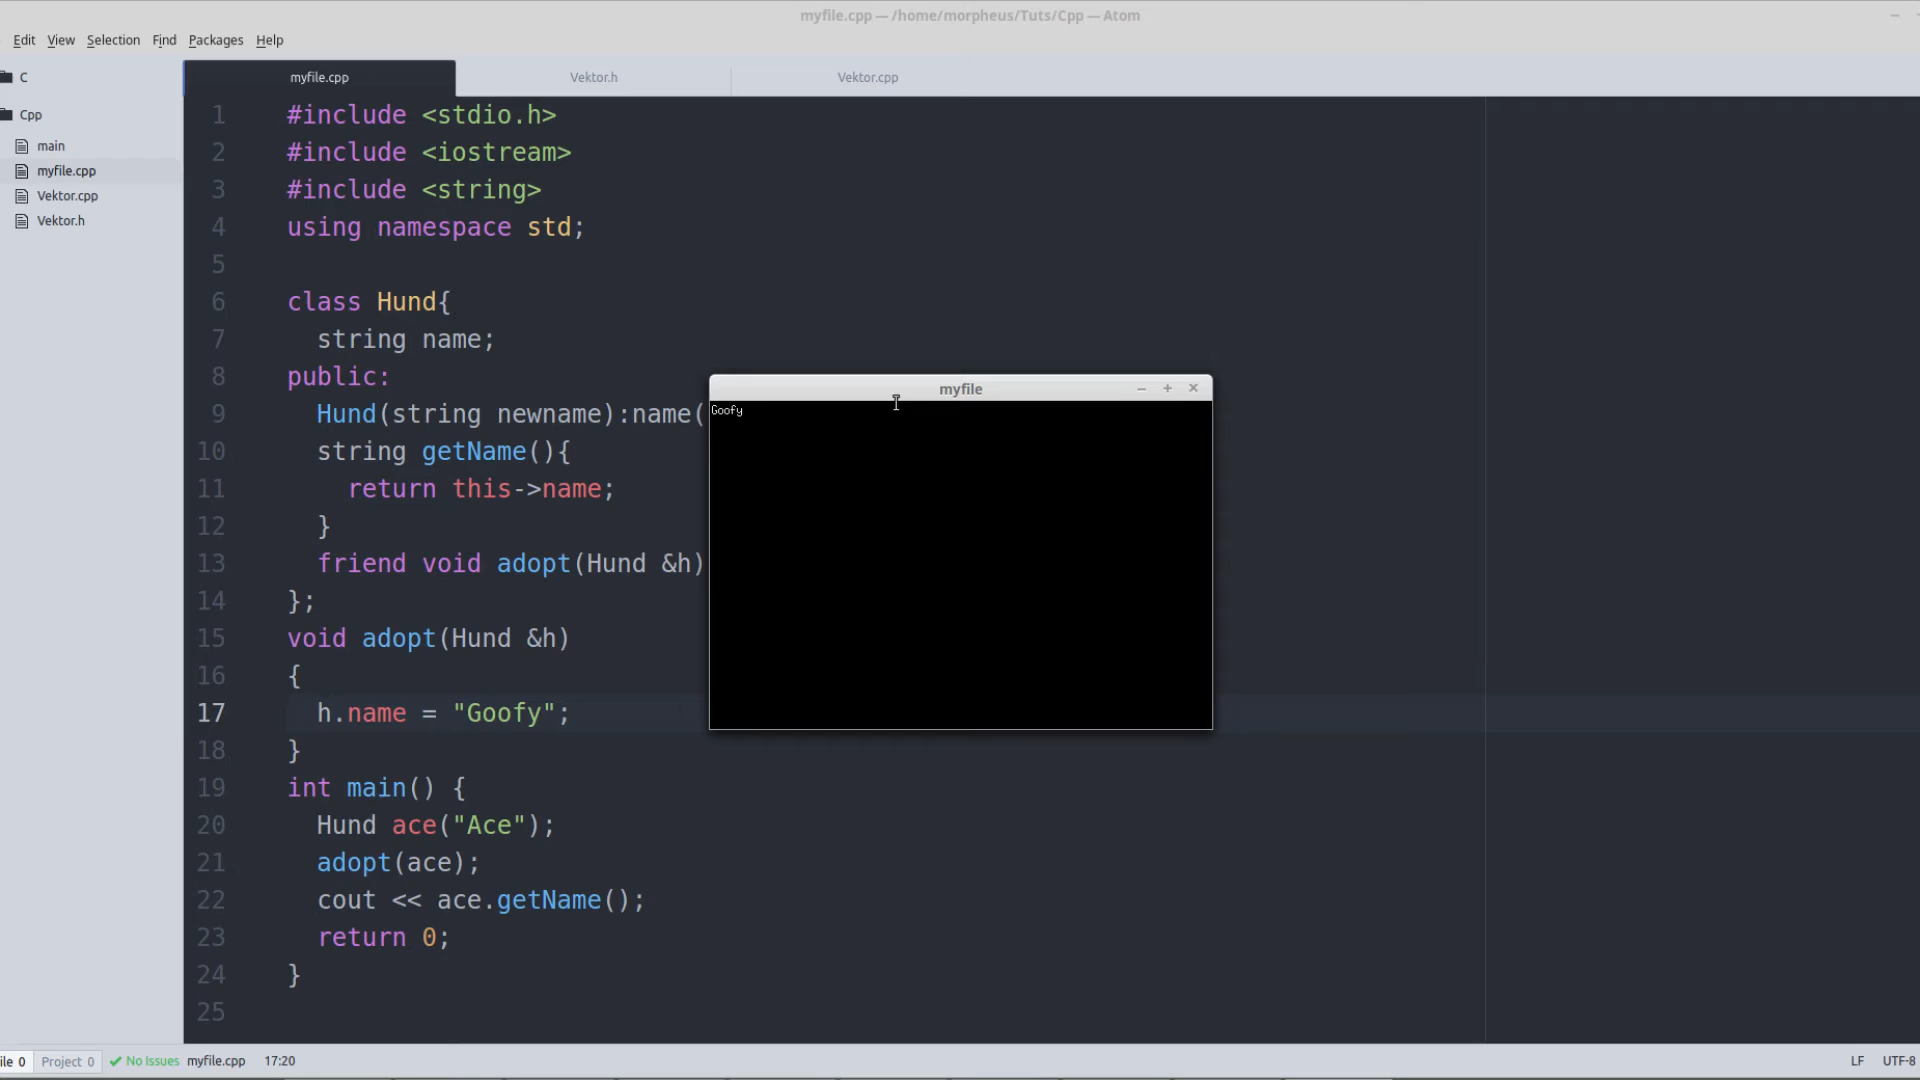 myfile.cpp — /home/morpheus/Tuts/Cpp — Atom
Edit View Selection Find Packages Help
C
Cpp
main
myfile.cpp
Vektor.cpp
Vektor.h
myfile.cpp Vektor.h Vektor.cpp
1 #include <stdio.h>
2 #include <iostream>
3 #include <string>
4 using namespace std;
5
6 class Hund{
7 string name;
8 public:
9 Hund(string newname):name(
10 string getName(){
11 return this->name;
12 }
13 friend void adopt(Hund &h)
14 };
15 void adopt(Hund &h)
16 {
17 h.name = "Goofy";
18 }
19 int main() {
20 Hund ace("Ace");
21 adopt(ace);
22 cout << ace.getName();
23 return 0;
24 }
25
myfile
Goofy
ile 0 Project 0 No Issues myfile.cpp 17:20 LF UTF-8